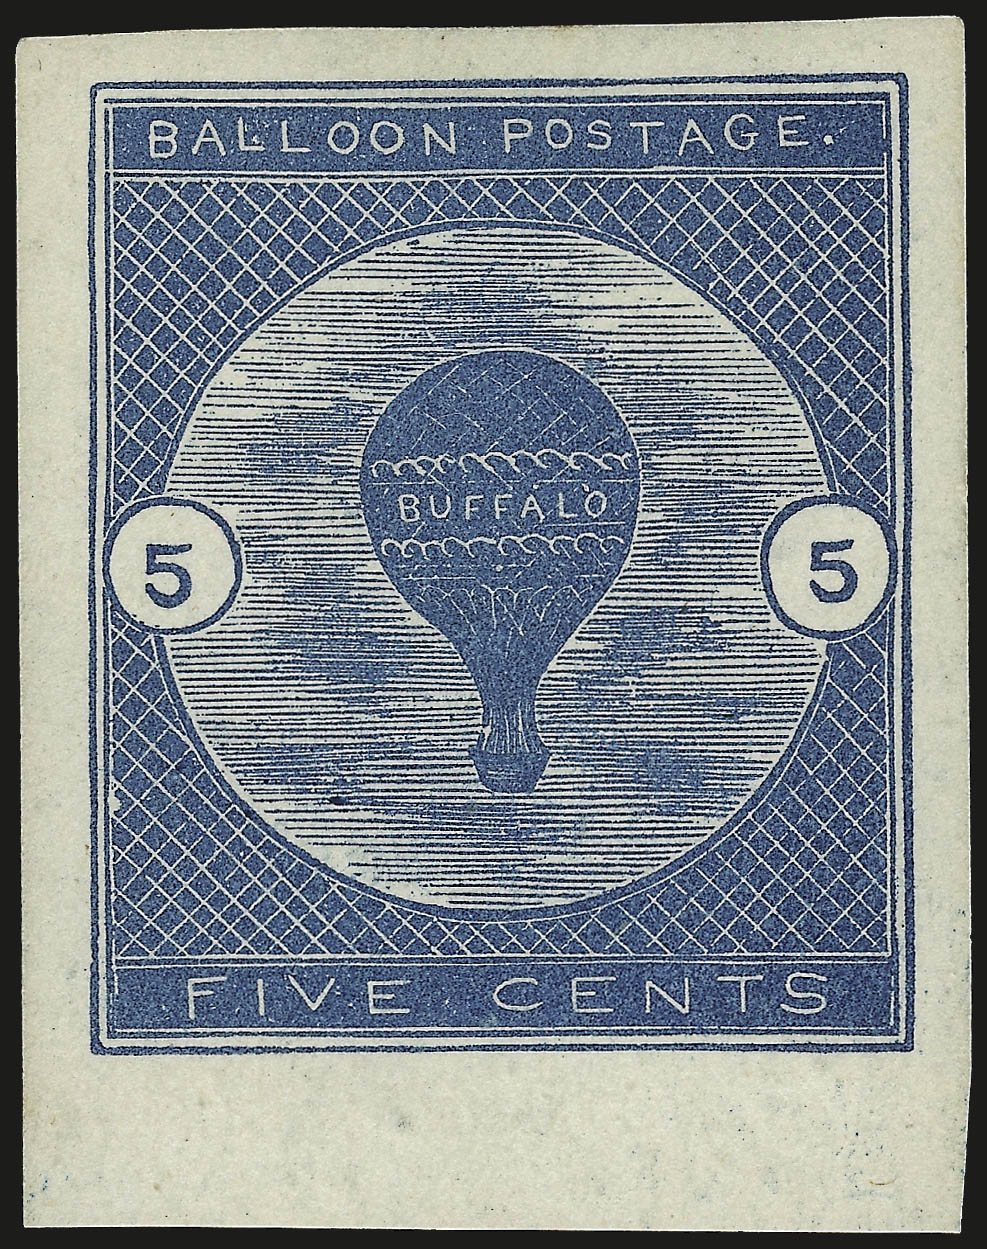 BALLOON POSTAGE.
BUFFALO
5 5
FIVE CENTS